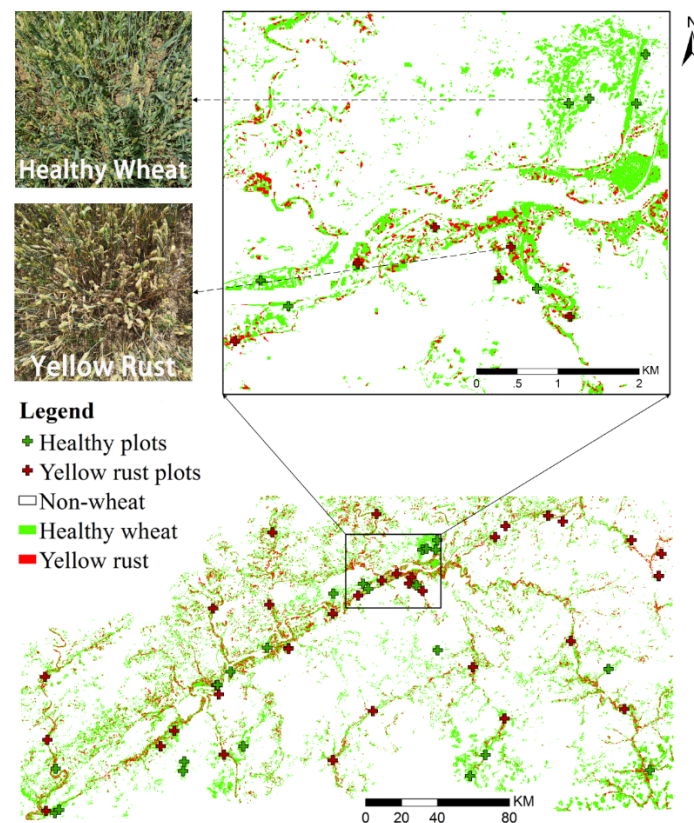 N
Healthy Wheat
Yellow Rust
KM
0 .5 1 2
Legend
Healthy plots
Yellow rust plots
Non-wheat
Healthy wheat
Yellow rust
KM
0 20 40 60 80